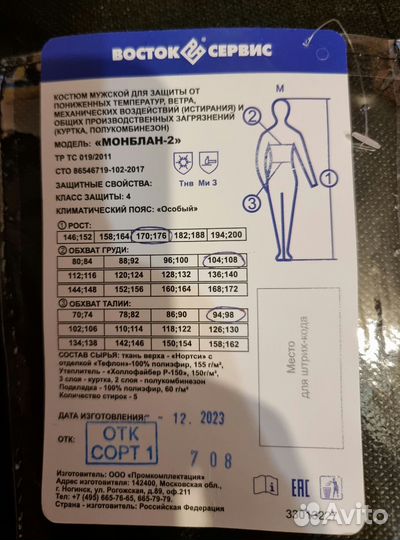 ВОСТОК СЕРВИС
КОСТЮМ МУЖСКОЙ ДЛЯ ЗАЩИТЫ ОТ
ПОНИЖЕННЫХ ТЕМПЕРАТУР, ВЕТРА,
МЕХАНИЧЕСКИХ ВОЗДЕЙСТВИЙ (ИСТИРАНИЯ) И
ОБЩИХ ПРОИЗВОДСТВЕННЫХ ЗАГРЯЗНЕНИЙ
(КУРТКА, ПОЛУКОМБИНЕЗОН)
МОДЕЛЬ: «МОНБЛАН-2»
ТР ТС 019/2011
СТО 86546719-102-2017
ЗАЩИТНЫЕ СВОЙСТВА: Тнв Ми 3
КЛАСС ЗАЩИТЫ: 4
КЛИМАТИЧЕСКИЙ ПОЯС: «Особый»
① РОСТ:
146;152 158;164 170;176 182;188 194;200
② ОБХВАТ ГРУДИ:
80;84 88;92 96;100 104;108
112;116 120;124 128;132 136;140
144;148 152;156 160;164 168;172
③ ОБХВАТ ТАЛИИ:
70;74 78;82 86;90 94;98
102;106 110;114 118;122 126;130
134;138 142;146 150;154 158;162
СОСТАВ СЫРЬЯ: ткань верха - «Нортси» с
отделкой «Тефлон»-100% полиэфир, 155 г/м²,
Утеплитель - «Холлофайбер Р-150», 150г/м²,
3 слоя - куртка, 2 слоя - полукомбинезон
Подкладка -100% полиэфир, 60 г/м²
Количество строп - 5
ДАТА ИЗГОТОВЛЕНИЯ: - 12. 2023
ОТК:
ОТК
СОРТ 1
708
Изготовитель: ООО «Промкомплектация»
Адрес изготовителя: 142400, Московская обл.,
г. Ногинск, ул. Рогожская, д.89, оф.211
Тел: +7 (495) 665-76-65, 665-79-79.
Страна - изготовитель: Российская Федерация
М
②
③
①
Место
для штрих-кода
i
EAC
Avito